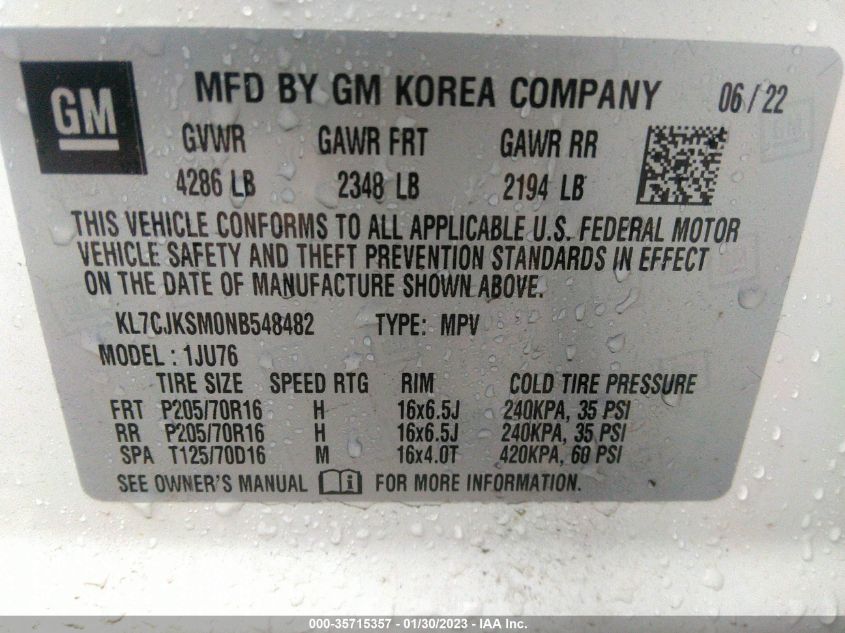 GM
MFD BY GM KOREA COMPANY 06/22
GVWR GAWR FRT GAWR RR
4286 LB 2348 LB 2194 LB
THIS VEHICLE CONFORMS TO ALL APPLICABLE U.S. FEDERAL MOTOR
VEHICLE SAFETY AND THEFT PREVENTION STANDARDS IN EFFECT
ON THE DATE OF MANUFACTURE SHOWN ABOVE.
KL7CJKSM0NB548482 TYPE: MPV
MODEL : 1JU76
TIRE SIZE SPEED RTG RIM COLD TIRE PRESSURE
FRT P205/70R16 H 16x6.5J 240KPA, 35 PSI
RR P205/70R16 H 16x6.5J 240KPA, 35 PSI
SPA T125/70D16 M 16x4.0T 420KPA, 60 PSI
SEE OWNER'S MANUAL i FOR MORE INFORMATION.
000-35715357 - 01/30/2023 - IAA Inc.